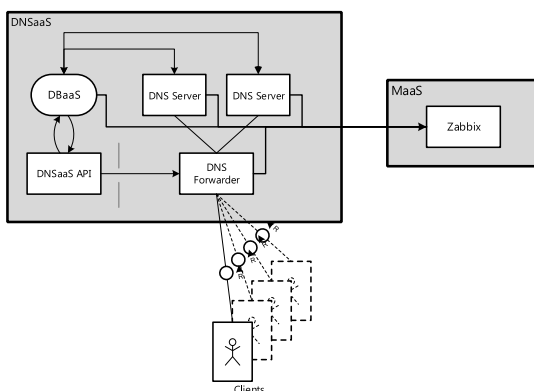 DNSaaS
MaaS
DBaaS
DNS Server
DNS Server
Zabbix
DNSaaS API
DNS
Forwarder
R
R
R
R
Clients